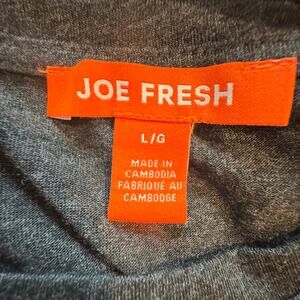 JOE FRESH
L/G
MADE IN
CAMBODIA
FABRIQUÉ AU
CAMBODGE